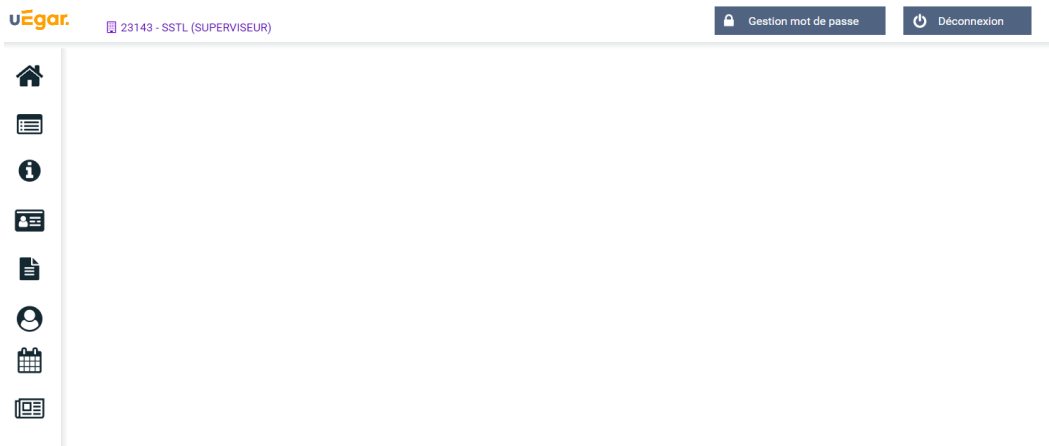 uEgar.
23143 - SSTL (SUPERVISEUR)
Gestion mot de passe
Déconnexion